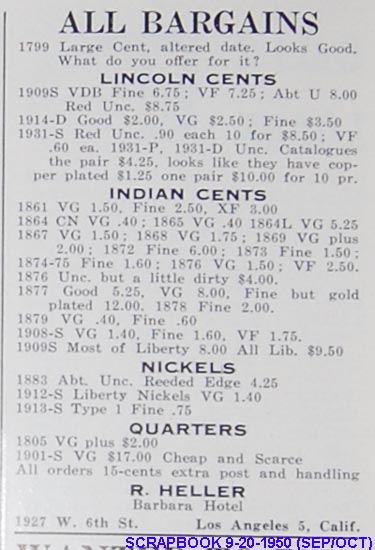 ALL BARGAINS
1799 Large Cent, altered date. Looks Good.
What do you offer for it?
LINCOLN CENTS
1909S VDB Fine 6.75; VF 7.25; Abt U 8.00
Red Unc. $8.75
1914-D Good $2.00, VG $2.50; Fine $3.50
1931-S Red Unc. .90 each 10 for $8.50; VF
.60 ea. 1931-P, 1931-D Unc. Catalogues
the pair $4.25, looks like they have cop-
per plated $1.25 one pair $10.00 for 10 pr.
INDIAN CENTS
1861 VG 1.50, Fine 2.50, XF 3.00
1864 CN VG .40; 1865 VG .40 1864L VG 5.25
1867 VG 1.50; 1868 VG 1.75; 1869 VG plus
2.00; 1872 Fine 6.00; 1873 Fine 1.50;
1874-75 Fine 1.60; 1876 VG 1.50; VF 2.50.
1876 Unc. but a little dirty $4.00.
1877 Good 5.25, VG 8.00, Fine but gold
plated 12.00. 1878 Fine 2.00.
1879 VG .40, Fine .60
1908-S VG 1.40, Fine 1.60, VF 1.75.
1909S Most of Liberty 8.00 All Lib. $9.50
NICKELS
1883 Abt. Unc. Reeded Edge 4.25
1912-S Liberty Nickels VG 1.40
1913-S Type 1 Fine .75
QUARTERS
1805 VG plus $2.00
1901-S VG $17.00 Cheap and Scarce
All orders 15-cents extra post and handling
R. HELLER
Barbara Hotel
1927 W. 6th St. Los Angeles 5, Calif.
SCRAPBOOK 9-20-1950 (SEP/OCT)